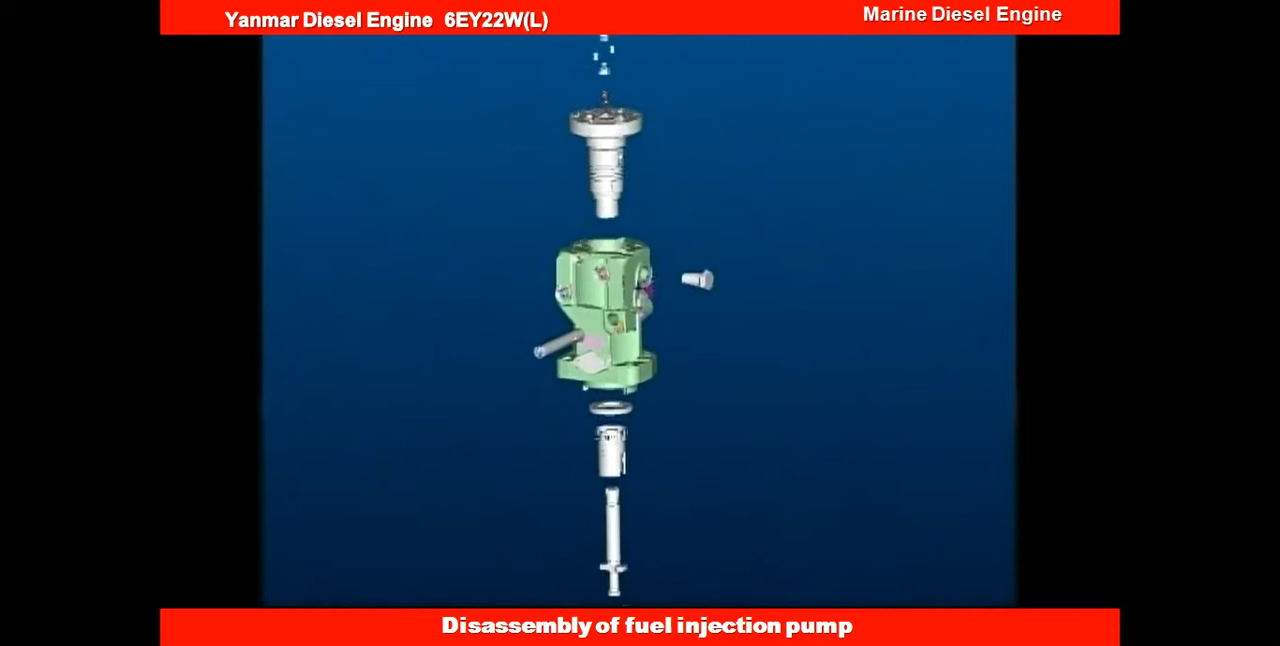 Yanmar Diesel Engine 6EY22W(L)
Marine Diesel Engine
Disassembly of fuel injection pump